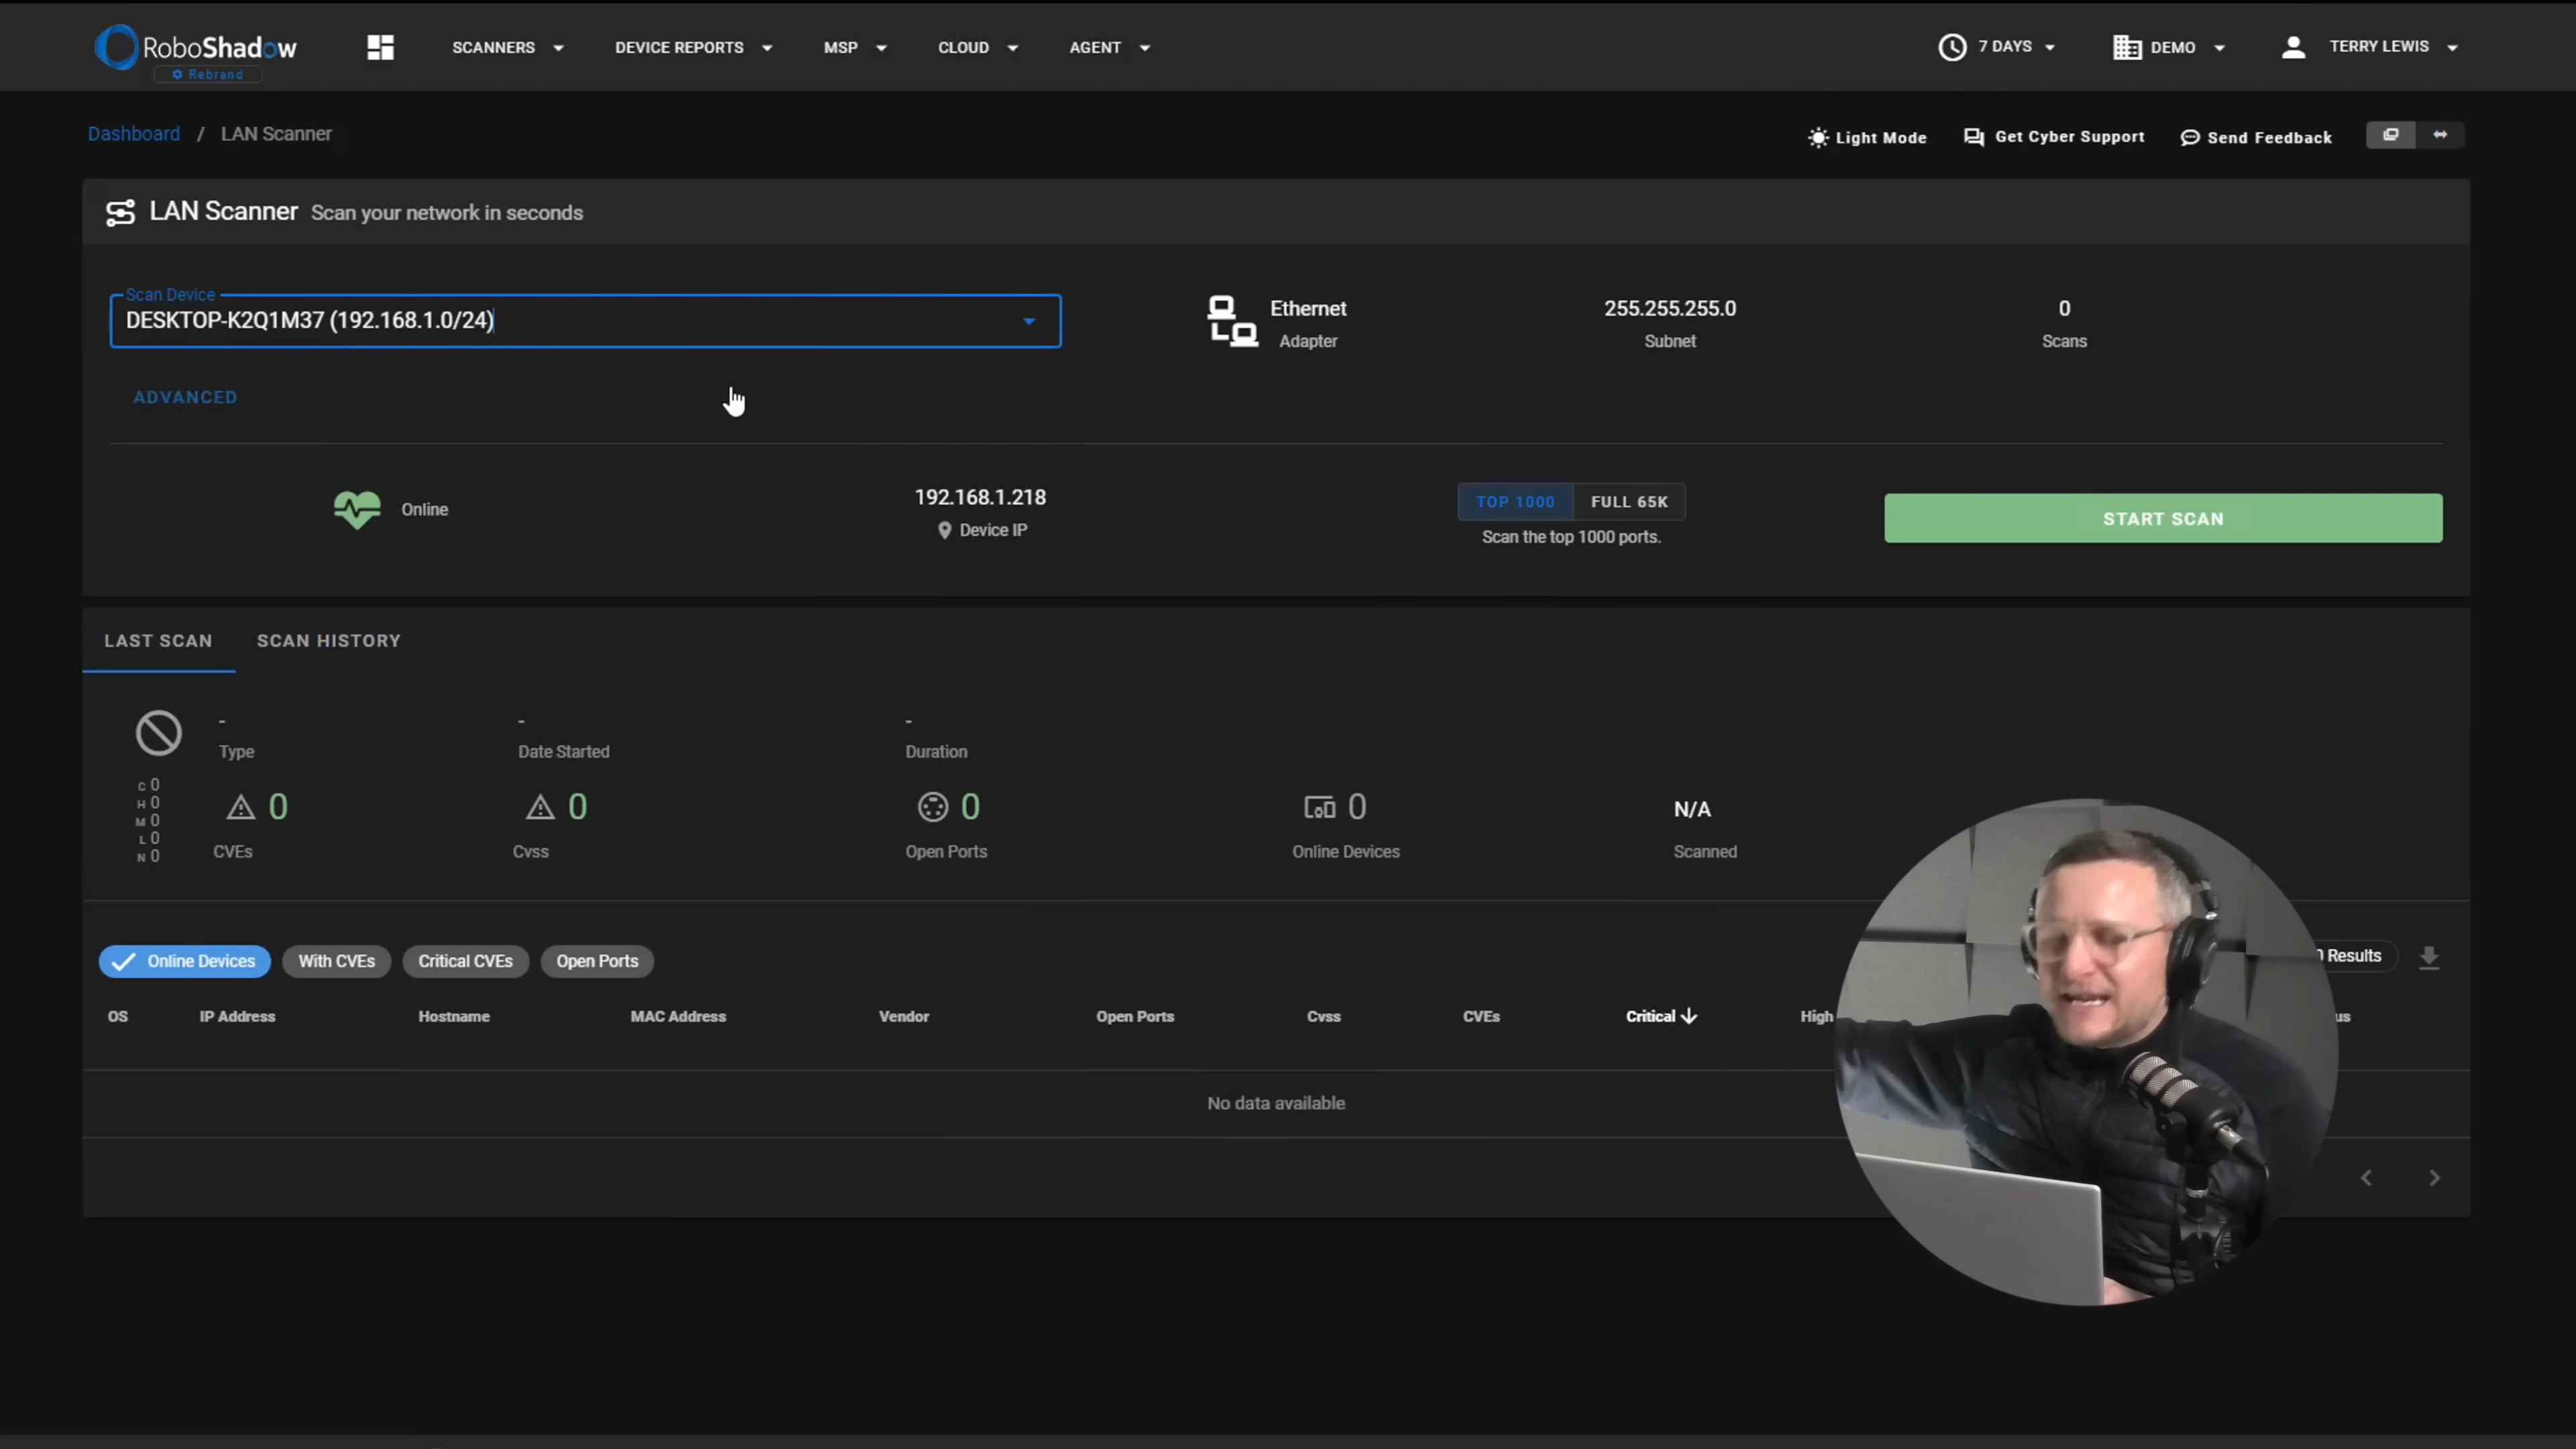 RoboShadow
Rebrand
SCANNERS
DEVICE REPORTS
MSP
CLOUD
AGENT
7 DAYS
DEMO
TERRY LEWIS
Dashboard / LAN Scanner
Light Mode
Get Cyber Support
Send Feedback
LAN Scanner Scan your network in seconds
Scan Device
DESKTOP-K2Q1M37 (192.168.1.0/24)
Ethernet
Adapter
255.255.255.0
Subnet
0
Scans
ADVANCED
Online
192.168.1.218
Device IP
TOP 1000 FULL 65K
Scan the top 1000 ports.
START SCAN
LAST SCAN SCAN HISTORY
-
Type
-
Date Started
-
Duration
C 0
H 0
M 0
L 0
N 0
0
CVEs
0
Cvss
0
Open Ports
0
Online Devices
N/A
Scanned
Online Devices With CVEs Critical CVEs Open Ports
Results
OS IP Address Hostname MAC Address Vendor Open Ports Cvss CVEs Critical High
No data available